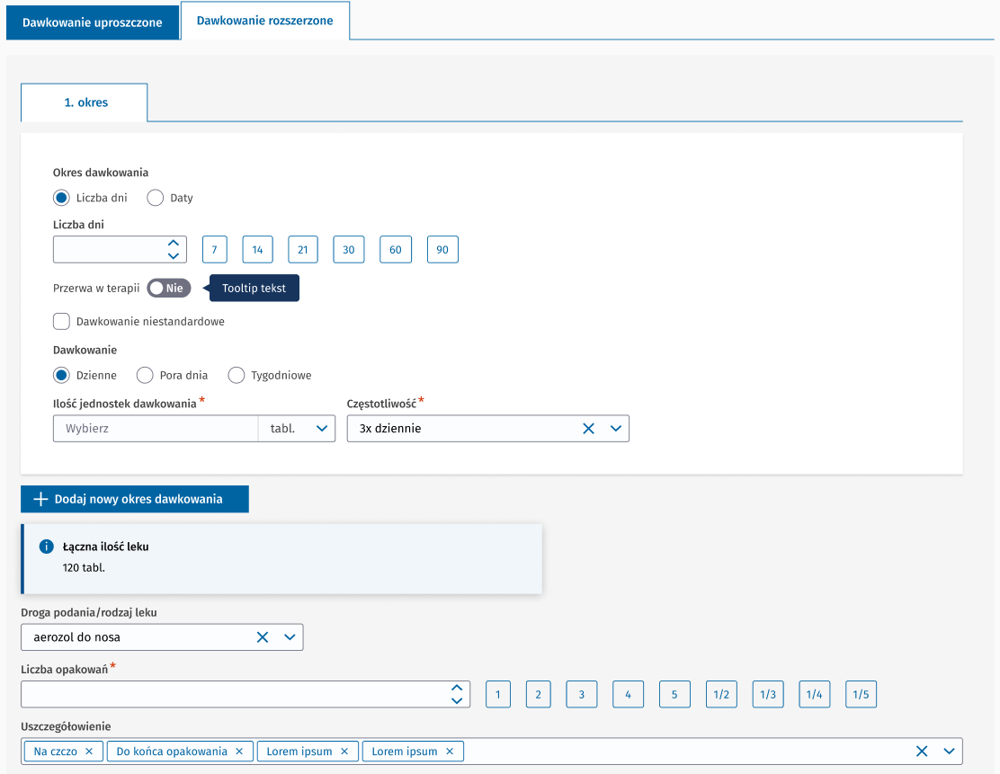 Dawkowanie uproszczone Dawkowanie rozszerzone
1. okres
Okres dawkowania
Liczba dni Daty
Liczba dni
7 14 21 30 60 90
Przerwa w terapii Nie Tooltip tekst
Dawkowanie niestandardowe
Dawkowanie
Dzienne Pora dnia Tygodniowe
Ilość jednostek dawkowania* Częstotliwość*
Wybierz tabl. 3x dziennie
Dodaj nowy okres dawkowania
Łączna ilość leku
120 tabl.
Droga podania/rodzaj leku
aerozol do nosa
Liczba opakowań*
1 2 3 4 5 1/2 1/3 1/4 1/5
Uszczegółowienie
Na czczo Do końca opakowania Lorem ipsum Lorem ipsum